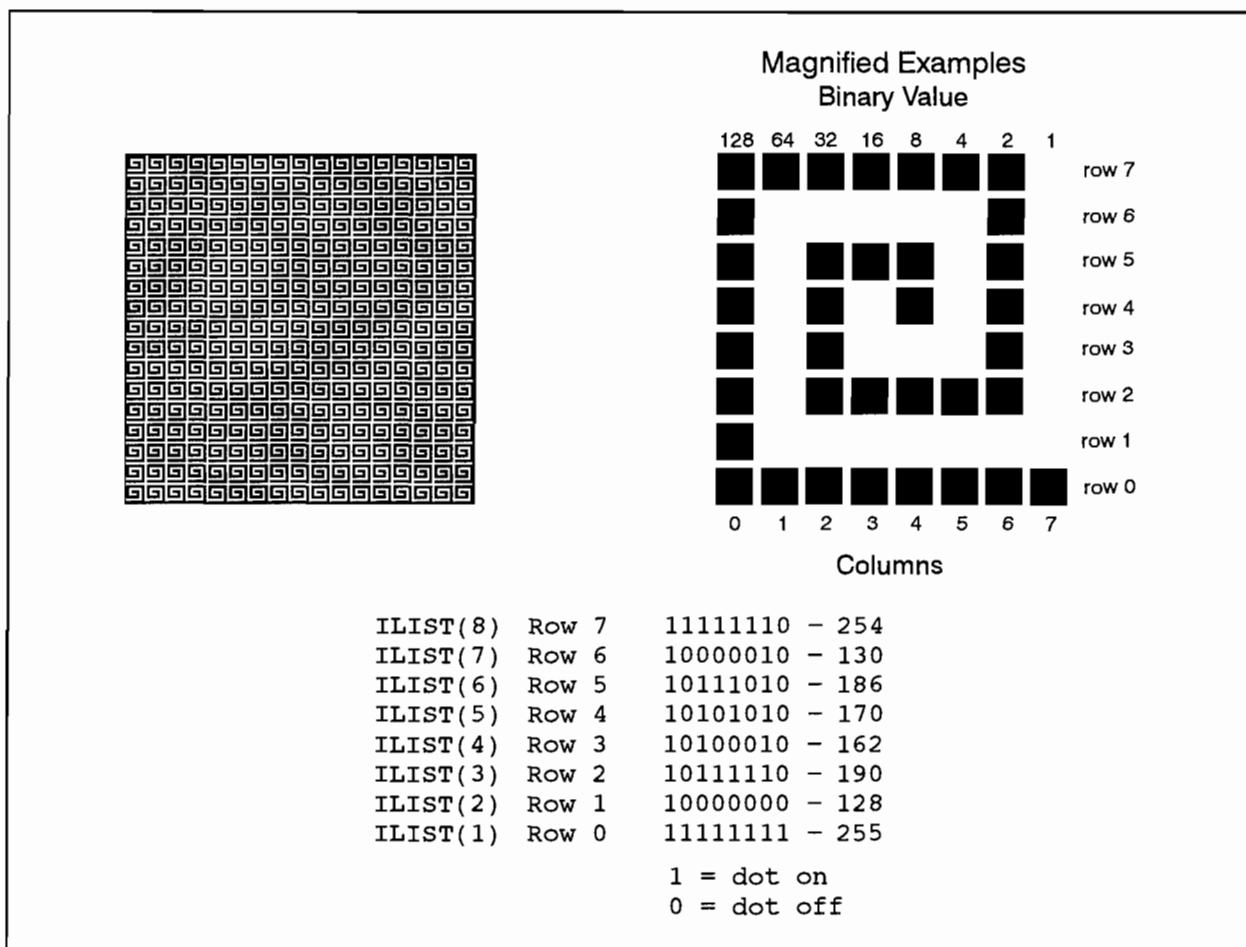 Magnified Examples
Binary Value
128 64 32 16 8 4 2 1
row 7
row 6
row 5
row 4
row 3
row 2
row 1
row 0
0 1 2 3 4 5 6 7
Columns
ILIST(8) Row 7 11111110 − 254
ILIST(7) Row 6 10000010 − 130
ILIST(6) Row 5 10111010 − 186
ILIST(5) Row 4 10101010 − 170
ILIST(4) Row 3 10100010 − 162
ILIST(3) Row 2 10111110 − 190
ILIST(2) Row 1 10000000 − 128
ILIST(1) Row 0 11111111 − 255
1 = dot on
0 = dot off